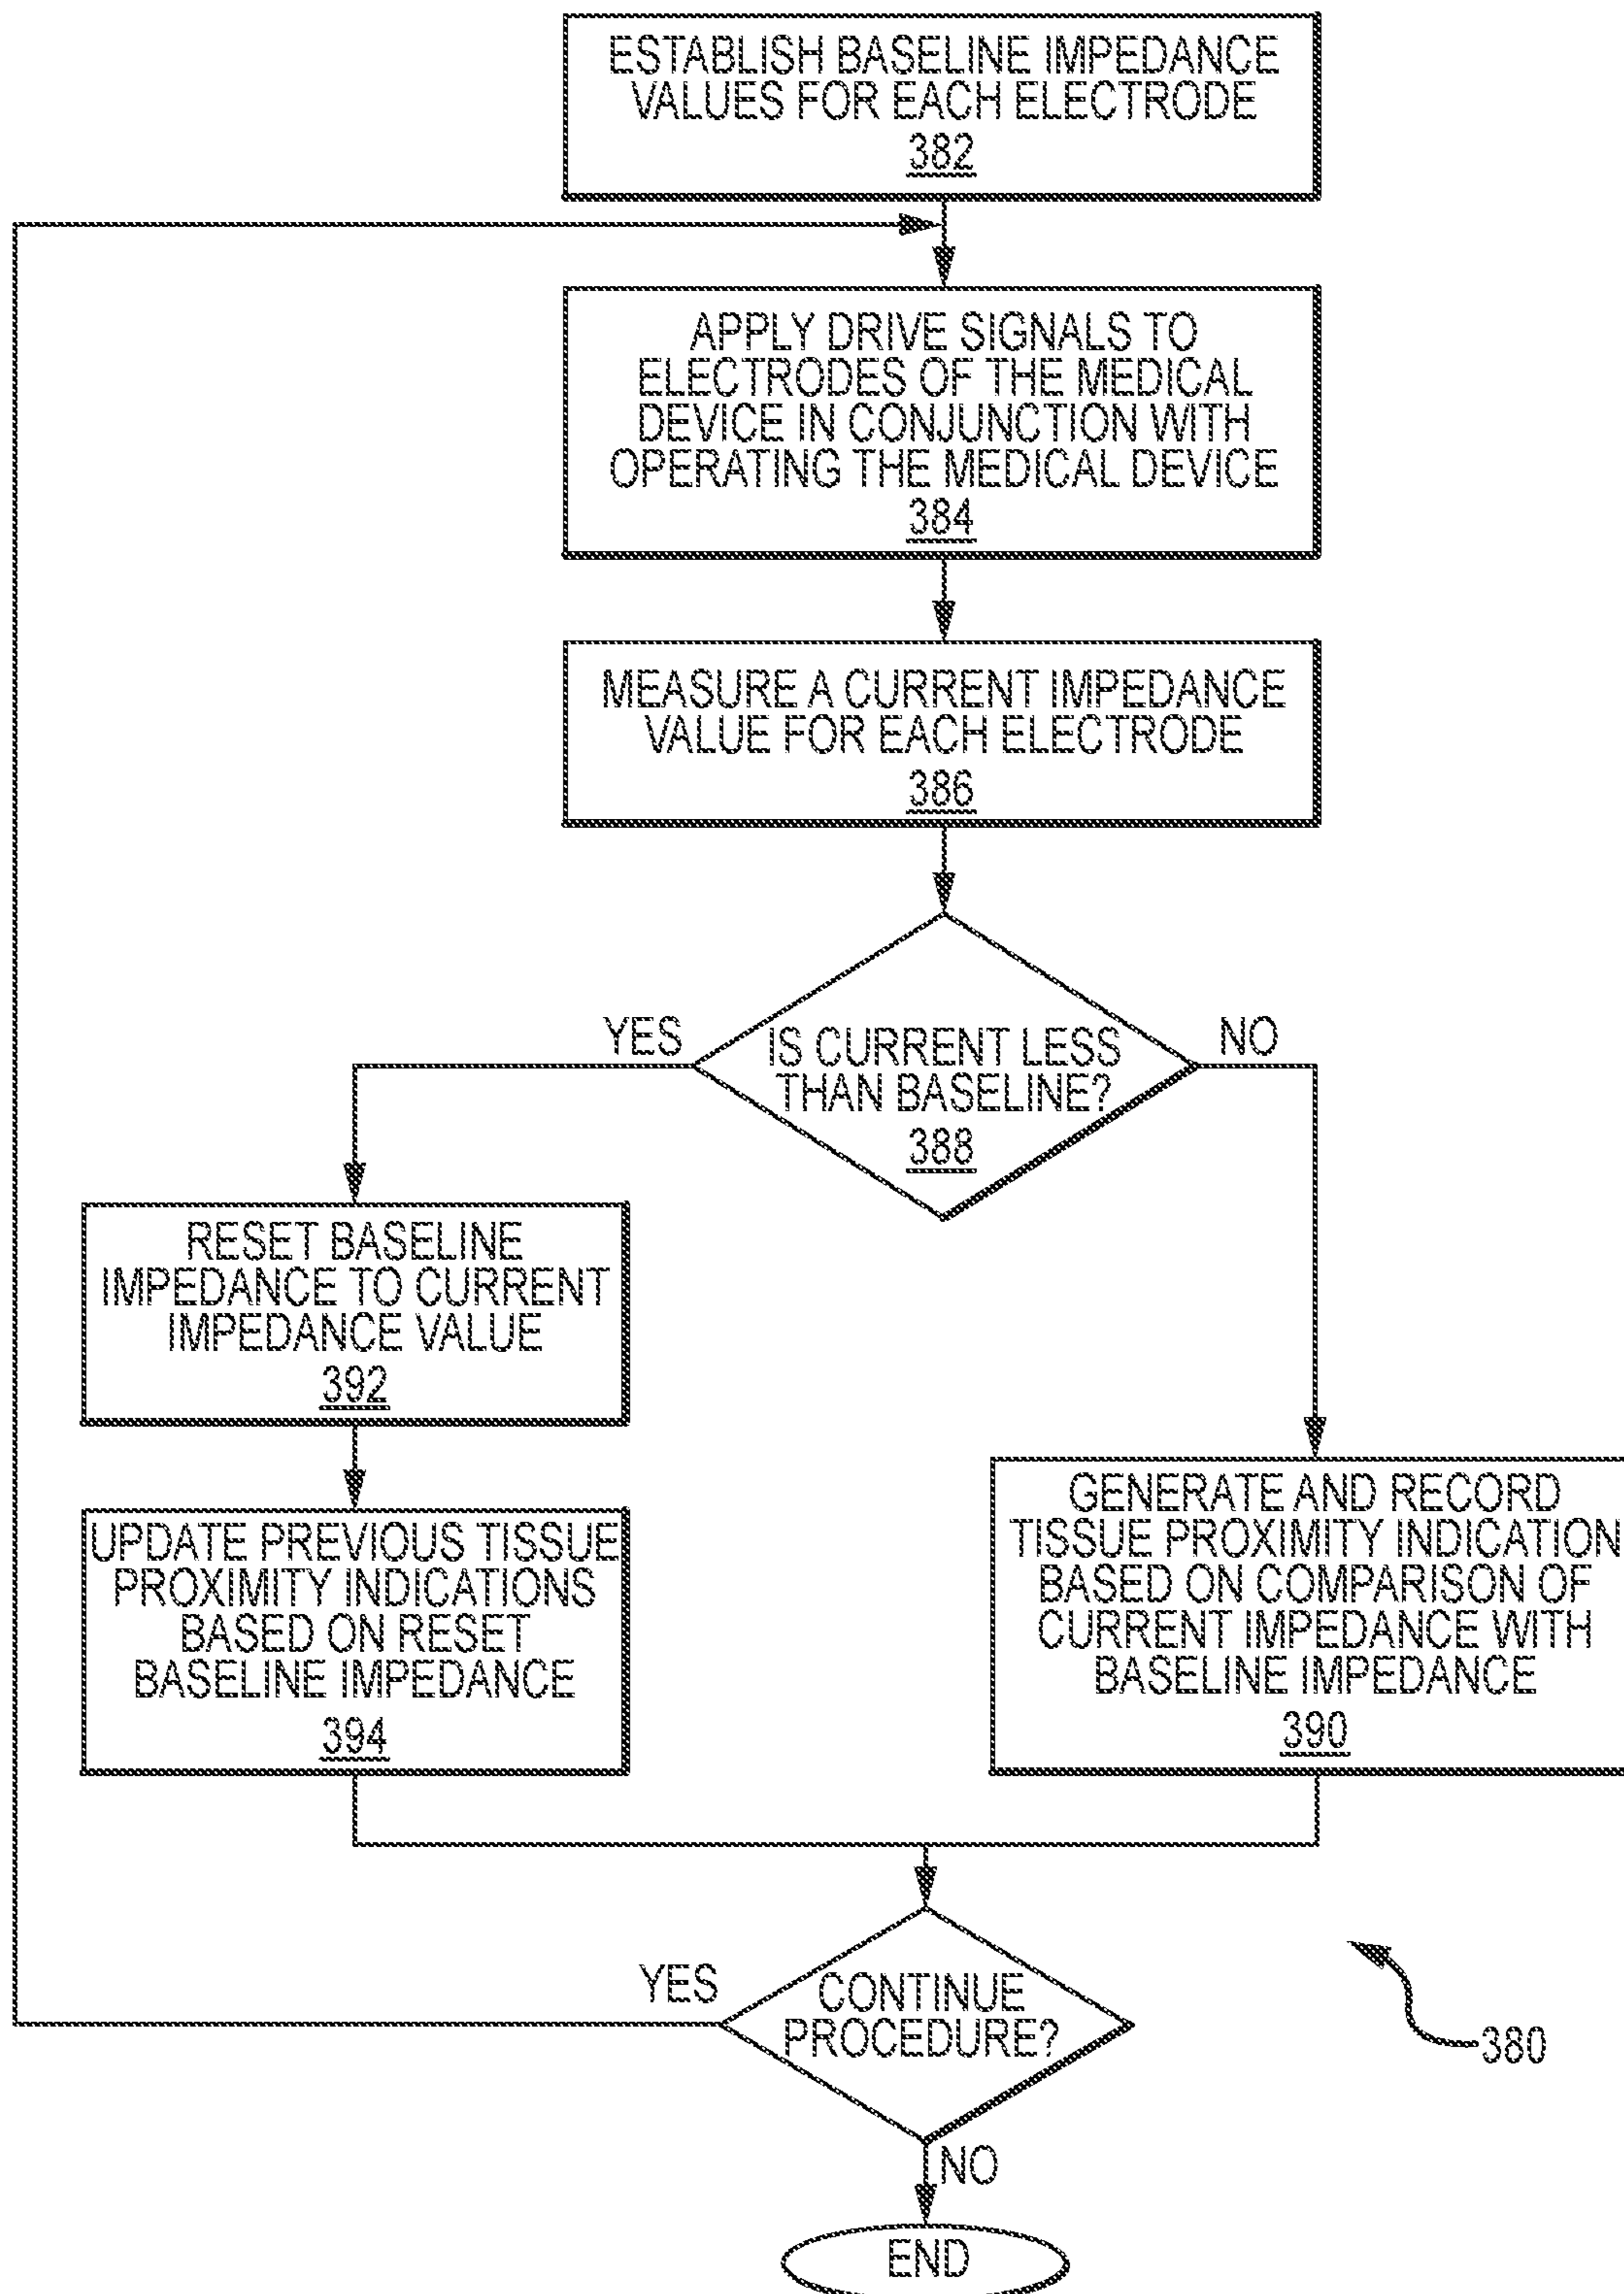 ESTABLISH BASELINE IMPEDANCE
VALUES FOR EACH ELECTRODE
382
APPLY DRIVE SIGNALS TO
ELECTRODES OF THE MEDICAL
DEVICE IN CONJUNCTION WITH
OPERATING THE MEDICAL DEVICE
384
MEASURE A CURRENT IMPEDANCE
VALUE FOR EACH ELECTRODE
386
YES
IS CURRENT LESS
THAN BASELINE?
388
NO
RESET BASELINE
IMPEDANCE TO CURRENT
IMPEDANCE VALUE
392
UPDATE PREVIOUS TISSUE
PROXIMITY INDICATIONS
BASED ON RESET
BASELINE IMPEDANCE
394
GENERATE AND RECORD
TISSUE PROXIMITY INDICATION
BASED ON COMPARISON OF
CURRENT IMPEDANCE WITH
BASELINE IMPEDANCE
390
YES
CONTINUE
PROCEDURE?
380
NO
END